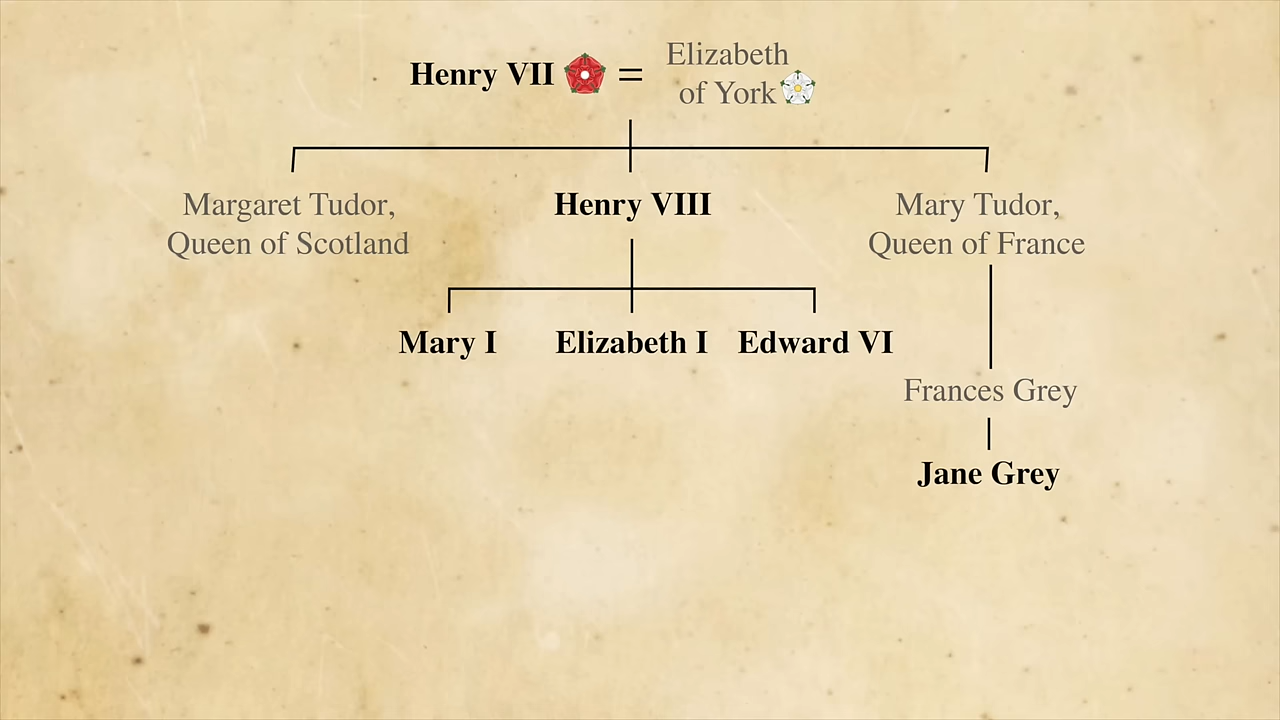 Henry VII = Elizabeth
of York
Margaret Tudor,
Queen of Scotland
Henry VIII
Mary Tudor,
Queen of France
Mary I
Elizabeth I
Edward VI
Frances Grey
Jane Grey